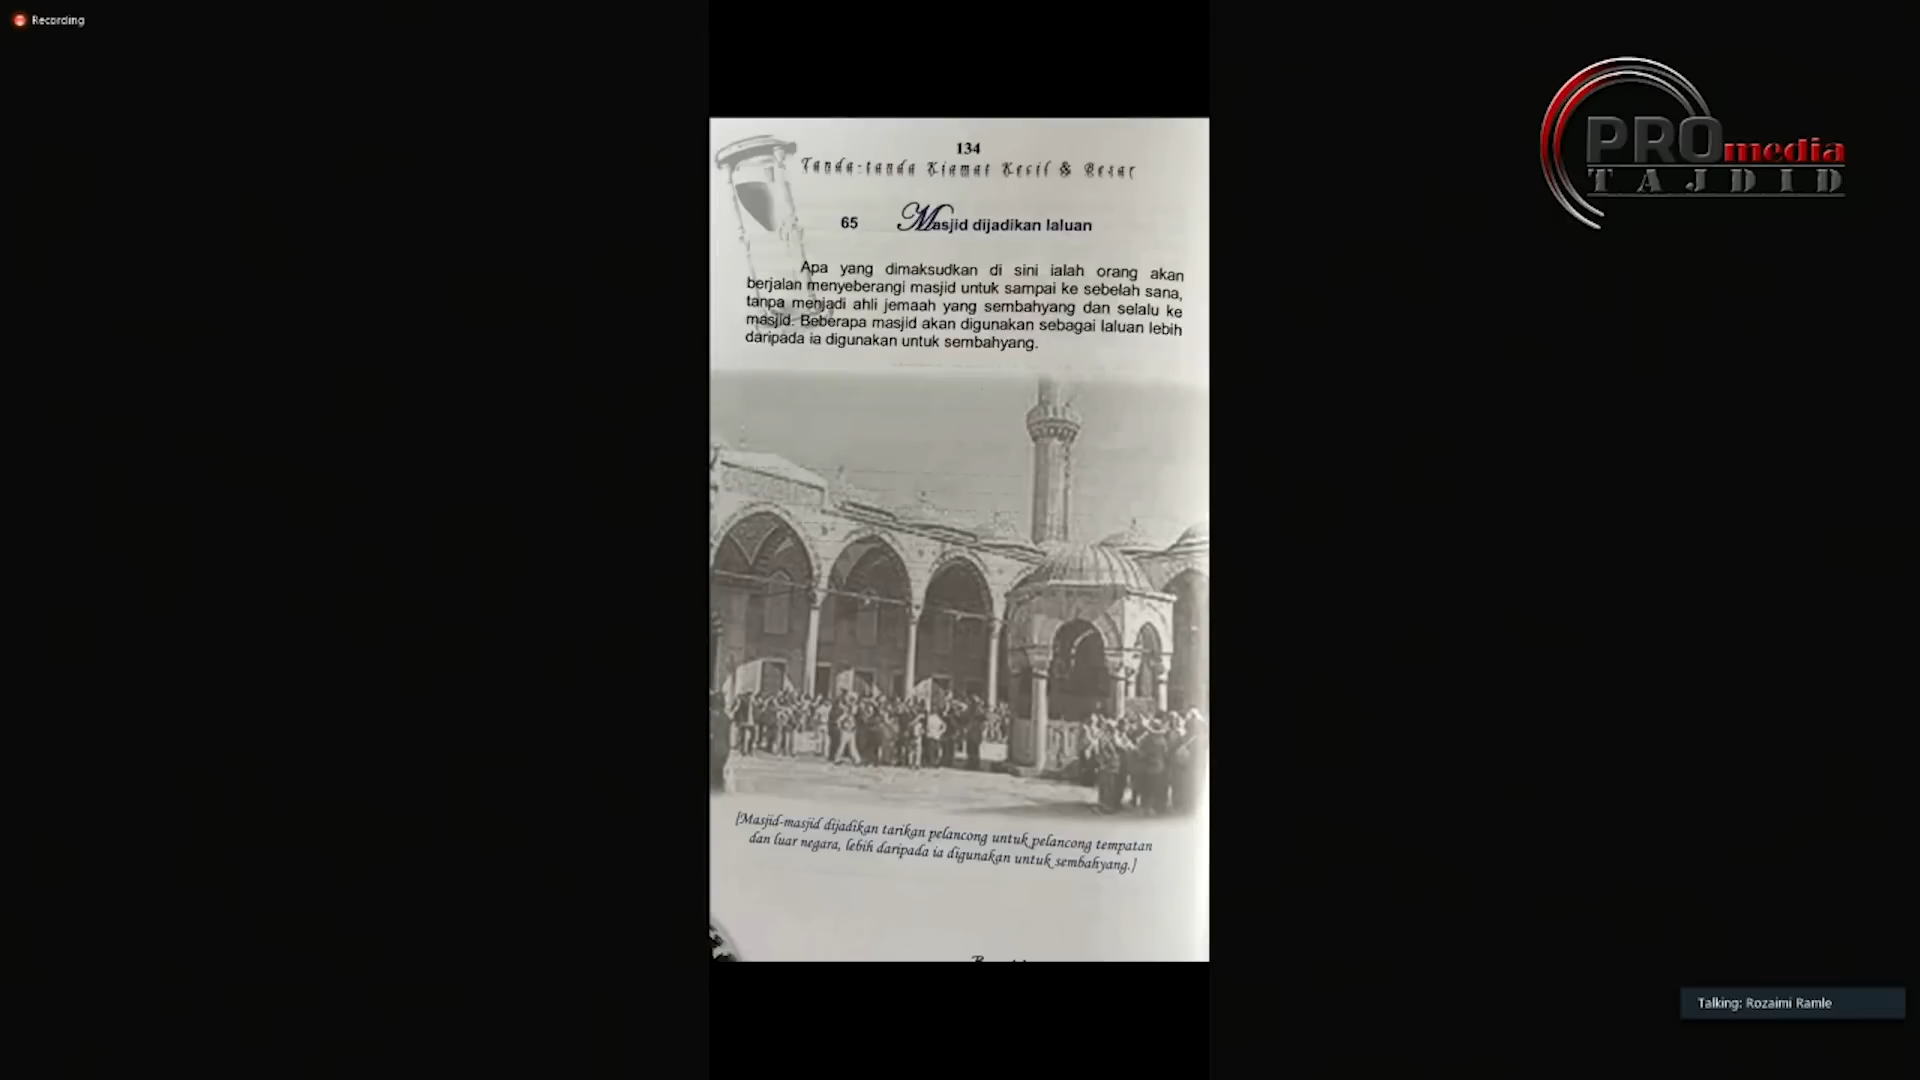 Recording
PROmedia
TAJDID
134
Tanda-tanda Kiamat Kecil & Besar
65 Masjid dijadikan laluan
Apa yang dimaksudkan di sini ialah orang akan
berjalan menyeberangi masjid untuk sampai ke sebelah sana,
tanpa menjadi ahli jemaah yang sembahyang dan selalu ke
masjid. Beberapa masjid akan digunakan sebagai laluan lebih
daripada ia digunakan untuk sembahyang.
[Masjid-masjid dijadikan tarikan pelancong untuk pelancong tempatan
dan luar negara, lebih daripada ia digunakan untuk sembahyang.]
Talking: Rozaimi Ramle